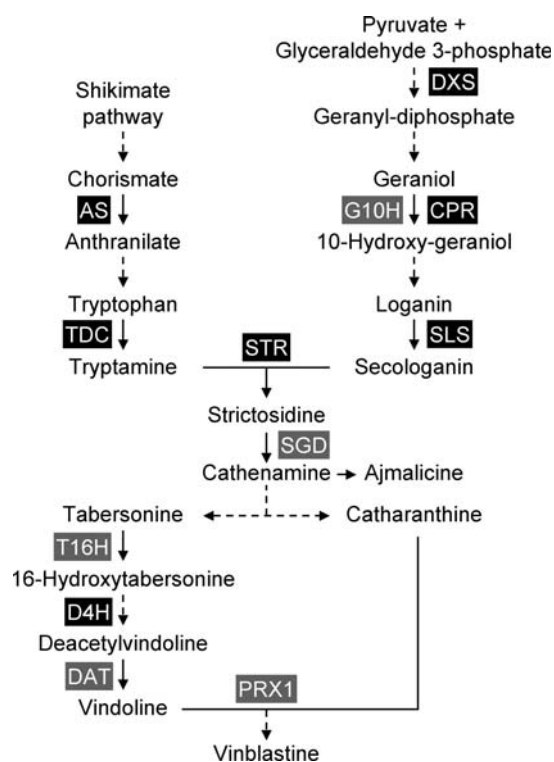 Pyruvate +
Glyceraldehyde 3-phosphate
DXS
Shikimate
pathway
Geranyl-diphosphate
Chorismate
Geraniol
AS
G10H CPR
Anthranilate
10-Hydroxy-geraniol
Tryptophan
Loganin
TDC
STR
SLS
Tryptamine
Secologanin
Strictosidine
SGD
Cathenamine
Ajmalicine
Tabersonine
Catharanthine
T16H
16-Hydroxytabersonine
D4H
Deacetylvindoline
DAT
PRX1
Vindoline
Vinblastine